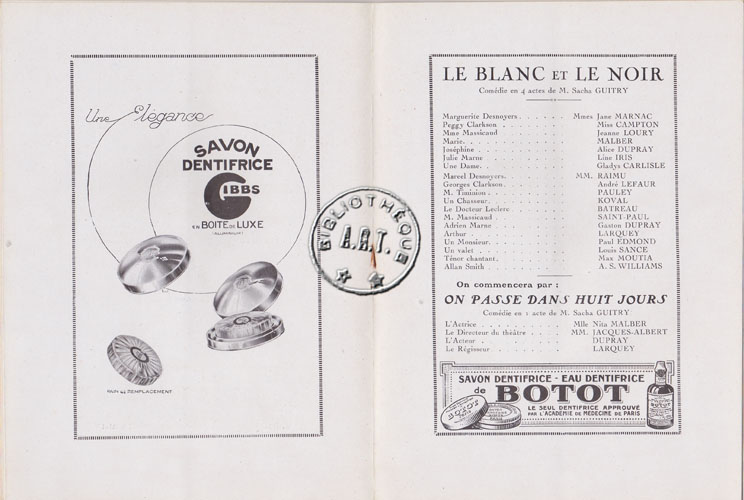 Une Elégance
SAVON
DENTIFRICE
GIBBS
EN BOITE DE LUXE
(ALUMINIUM)
PAIN DE REMPLACEMENT
BIBLIOTHÈQUE
A.R.T.
LE BLANC ET LE NOIR
Comédie en 4 actes de M. Sacha GUITRY
Marguerite Desnoyers . . . . . Mmes Jane MARNAC
Peggy Clarkson . . . . . . . Miss CAMPTON
Mme Massicaud . . . . . . Jeanne LOURY
Marie . . . . . . . . . . MALBER
Joséphine . . . . . . . . . Alice DUPRAY
Julie Marne . . . . . . . . Line IRIS
Une Dame . . . . . . . . . Gladys CARLISLE
Marcel Desnoyers . . . . . . MM. RAIMU
Georges Clarkson . . . . . . André LEFAUR
M. Timinion . . . . . . . PAULEY
Un Chasseur . . . . . . . . KOVAL
Le Docteur Leclerc . . . . . . BATREAU
M. Massicaud . . . . . . . SAINT-PAUL
Adrien Marne . . . . . . . Gaston DUPRAY
Arthur . . . . . . . . . . LARQUEY
Un Monsieur . . . . . . . . Paul EDMOND
Un valet . . . . . . . . . Louis SANCE
Ténor chantant . . . . . . . Max MOUTIA
Allan Smith . . . . . . . . A. S. WILLIAMS
On commencera par :
ON PASSE DANS HUIT JOURS
Comédie en 1 acte de M. Sacha GUITRY
L'Actrice . . . . . . . . Mlle Nita MALBER
Le Directeur du théâtre . . . . MM. JACQUES-ALBERT
L'Acteur . . . . . . . . . DUPRAY
Le Régisseur . . . . . . . . LARQUEY
SAVON DENTIFRICE - EAU DENTIFRICE
de BOTOT
LE SEUL DENTIFRICE APPROUVÉ
PAR L'ACADÉMIE DE MÉDECINE DE PARIS
BOTOT